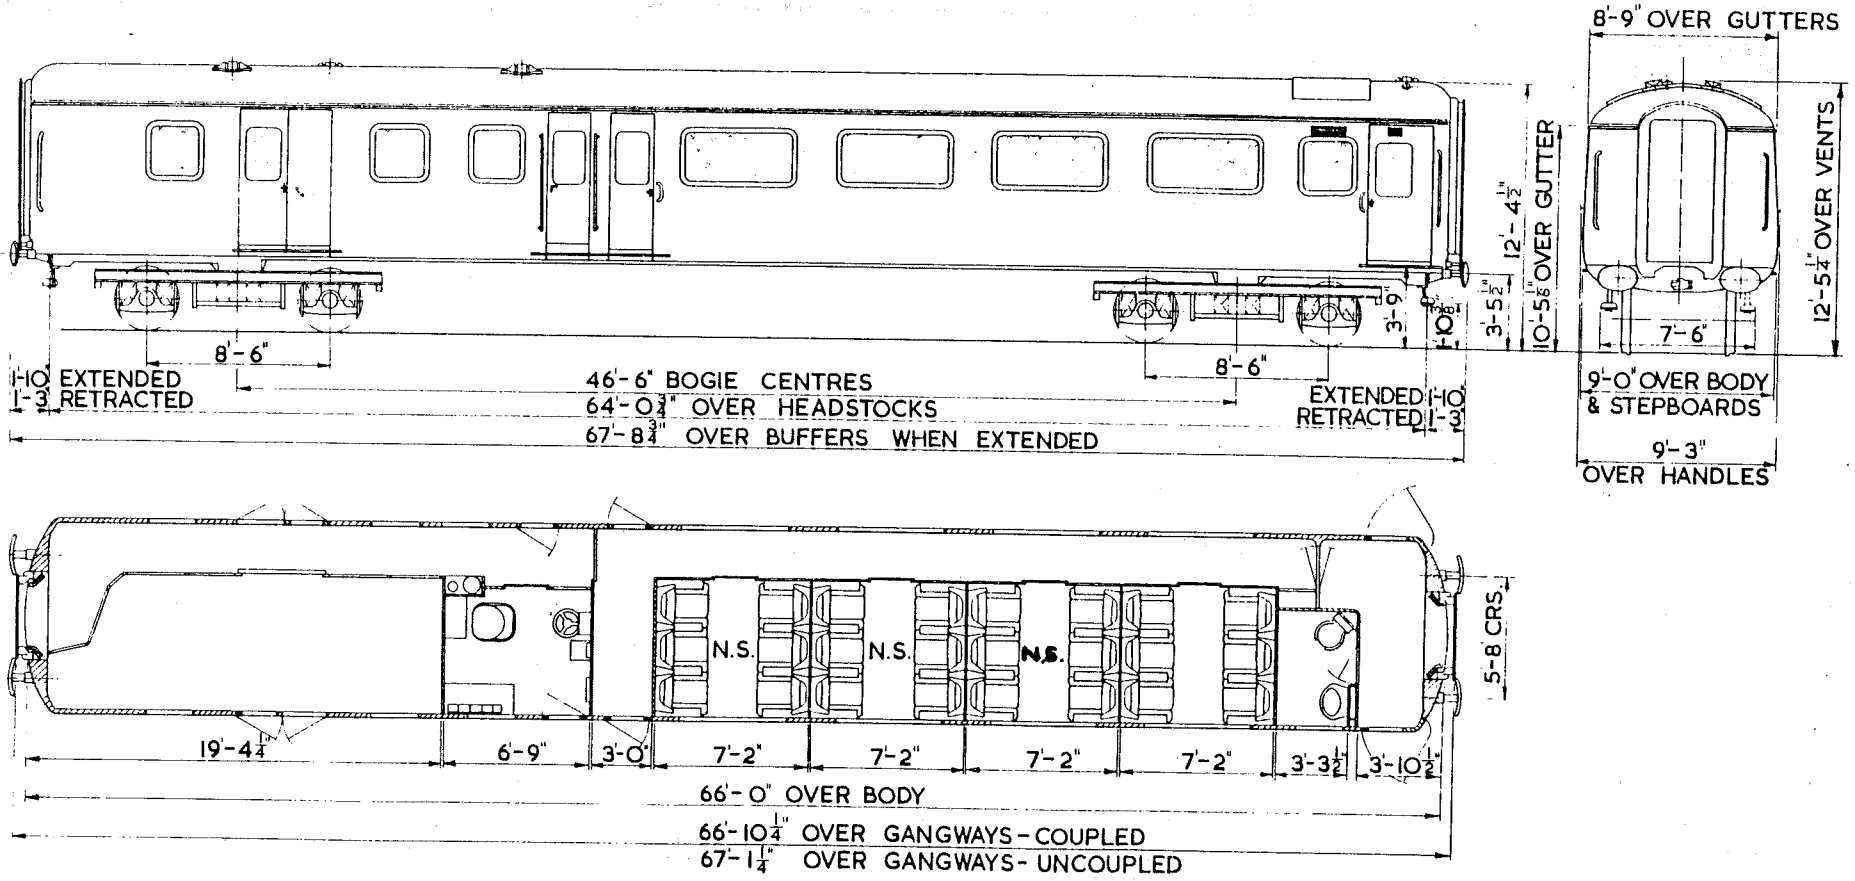 8'-9" OVER GUTTERS
12'-4½"
10'-5⅛" OVER GUTTER
12'-5¼" OVER VENTS
3'-9"
1'-10⅜"
3'-5½"
7'-6"
8'-6"
8'-6"
1'-10 EXTENDED
1'-3 RETRACTED
46'-6" BOGIE CENTRES
64'-0¾" OVER HEADSTOCKS
67'-8¾" OVER BUFFERS WHEN EXTENDED
EXTENDED 1'-10"
RETRACTED 1'-3"
9'-0" OVER BODY
& STEPBOARDS
9'-3"
OVER HANDLES
N.S. N.S. N.S.
5'-8" CRS.
19'-4¼" 6'-9" 3'-0" 7'-2" 7'-2" 7'-2" 7'-2" 3'-3½" 3'-10½"
66'-0" OVER BODY
66'-10¼" OVER GANGWAYS-COUPLED
67'-1¼" OVER GANGWAYS-UNCOUPLED